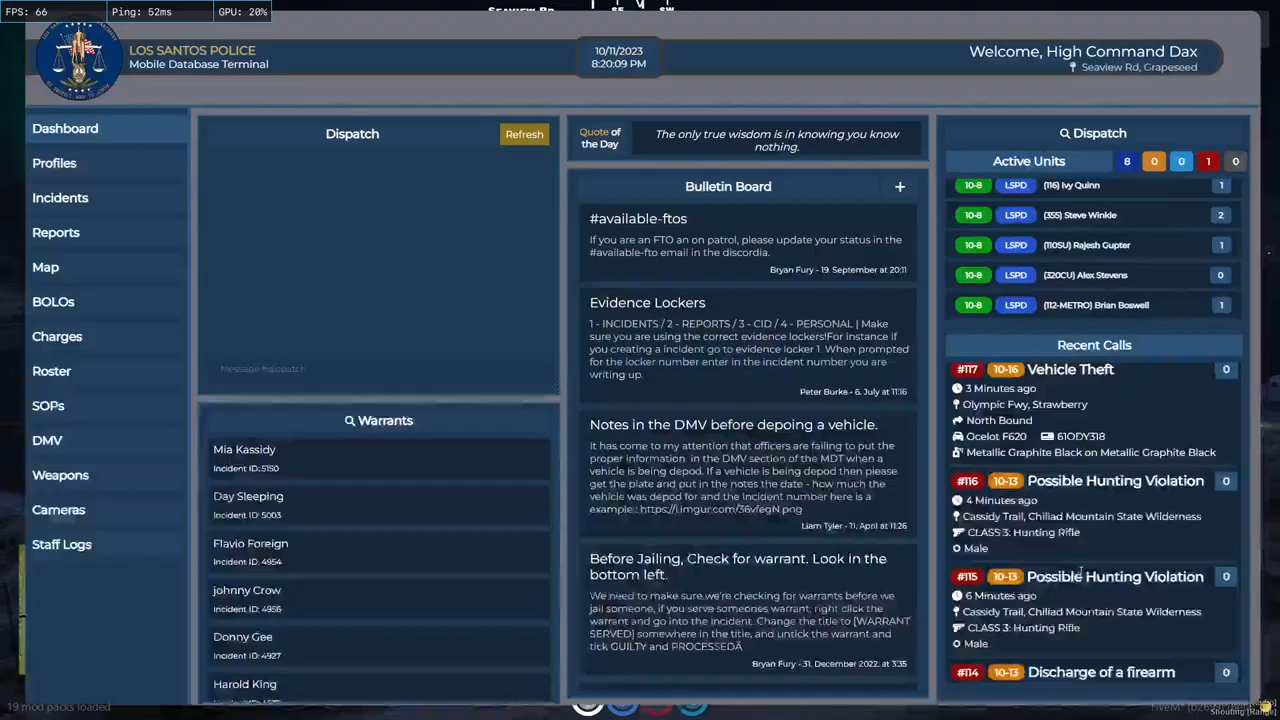 FPS: 66
Ping: 52ms
GPU: 20%
SE
SW
LOS SANTOS POLICE
Mobile Database Terminal
10/11/2023
8:20:09 PM
Welcome, High Command Dax
Seaview Rd, Grapeseed
Dashboard
Profiles
Incidents
Reports
Map
BOLOs
Charges
Roster
SOPs
DMV
Weapons
Cameras
Staff Logs
Dispatch
Refresh
Message #dispatch
Warrants
Mia Kassidy
Incident ID: 5190
Day Sleeping
Incident ID: 5003
Flavio Foreign
Incident ID: 4954
johnny Crow
Incident ID: 4956
Donny Gee
Incident ID: 4927
Harold King
Quote of
the Day
The only true wisdom is in knowing you know
nothing.
Bulletin Board
#available-ftos
If you are an FTO an on patrol, please update your status in the
#available-fto email in the discordia.
Bryan Fury - 19. September at 20:11
Evidence Lockers
1 - INCIDENTS / 2 - REPORTS / 3 - CID / 4 - PERSONAL | Make
sure you are using the correct evidence lockers!For instance if
you creating a incident go to evidence locker 1. When prompted
for the locker number enter in the incident number you are
writing up.
Peter Burke - 6. July at 11:16
Notes in the DMV before depoing a vehicle.
It has come to my attention that officers are failing to put the
proper information in the DMV section of the MDT when a
vehicle is being depod. If a vehicle is being depod then please
get the plate and put in the notes the date - how much the
vehicle was depod for and the Incident number here is a
example.. https://i.imgur.com/36vfegN.png
Liam Tyler - 11. April at 11:26
Before Jailing, Check for warrant. Look in the
bottom left.
We need to make sure we're checking for warrants before we
jail someone, if you serve someones warrant, right click the
warrant and go into the incident. Change the title to [WARRANT
SERVED] somewhere in the title, and untick the warrant and
tick GUILTY and PROCESSEDÂ
Bryan Fury - 31. December 2022. at 3:35
Dispatch
Active Units
8 0 0 1 0
10-8 LSPD (116) Ivy Quinn 1
10-8 LSPD (355) Steve Winkle 2
10-8 LSPD (110SU) Rajesh Gupter 1
10-8 LSPD (320CU) Alex Stevens 0
10-8 LSPD (112-METRO) Brian Boswell 1
Recent Calls
#117 10-16 Vehicle Theft 0
3 Minutes ago
Olympic Fwy, Strawberry
North Bound
Ocelot F620 61ODY318
Metallic Graphite Black on Metallic Graphite Black
#116 10-13 Possible Hunting Violation 0
4 Minutes ago
Cassidy Trail, Chiliad Mountain State Wilderness
CLASS 3: Hunting Rifle
Male
#115 10-13 Possible Hunting Violation 0
6 Minutes ago
Cassidy Trail, Chiliad Mountain State Wilderness
CLASS 3: Hunting Rifle
Male
#114 10-13 Discharge of a firearm 0
19 mod packs loaded
Shouting [Range]